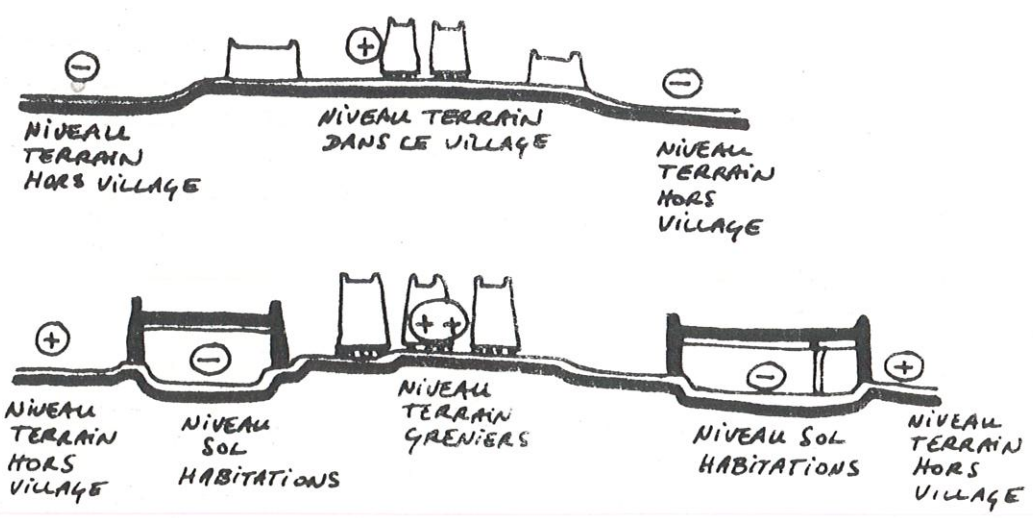 ⊖
⊕
⊖
NIVEAU
TERRAIN
HORS VILLAGE
NIVEAU TERRAIN
DANS LE VILLAGE
NIVEAU
TERRAIN
HORS
VILLAGE
+
−
++
−
+
NIVEAU
TERRAIN
HORS
VILLAGE
NIVEAU
SOL
HABITATIONS
NIVEAU
TERRAIN
GRENIERS
NIVEAU SOL
HABITATIONS
NIVEAU
TERRAIN
HORS
VILLAGE